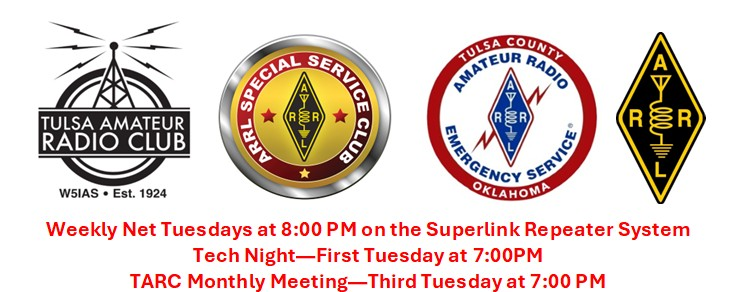 TULSA AMATEUR
RADIO CLUB
W5IAS • Est. 1924
ARRL SPECIAL SERVICE CLUB
A
R R
L
TULSA COUNTY
AMATEUR RADIO
A
R R
L
EMERGENCY SERVICE®
OKLAHOMA
A
R R
L
Weekly Net Tuesdays at 8:00 PM on the Superlink Repeater System
Tech Night—First Tuesday at 7:00PM
TARC Monthly Meeting—Third Tuesday at 7:00 PM